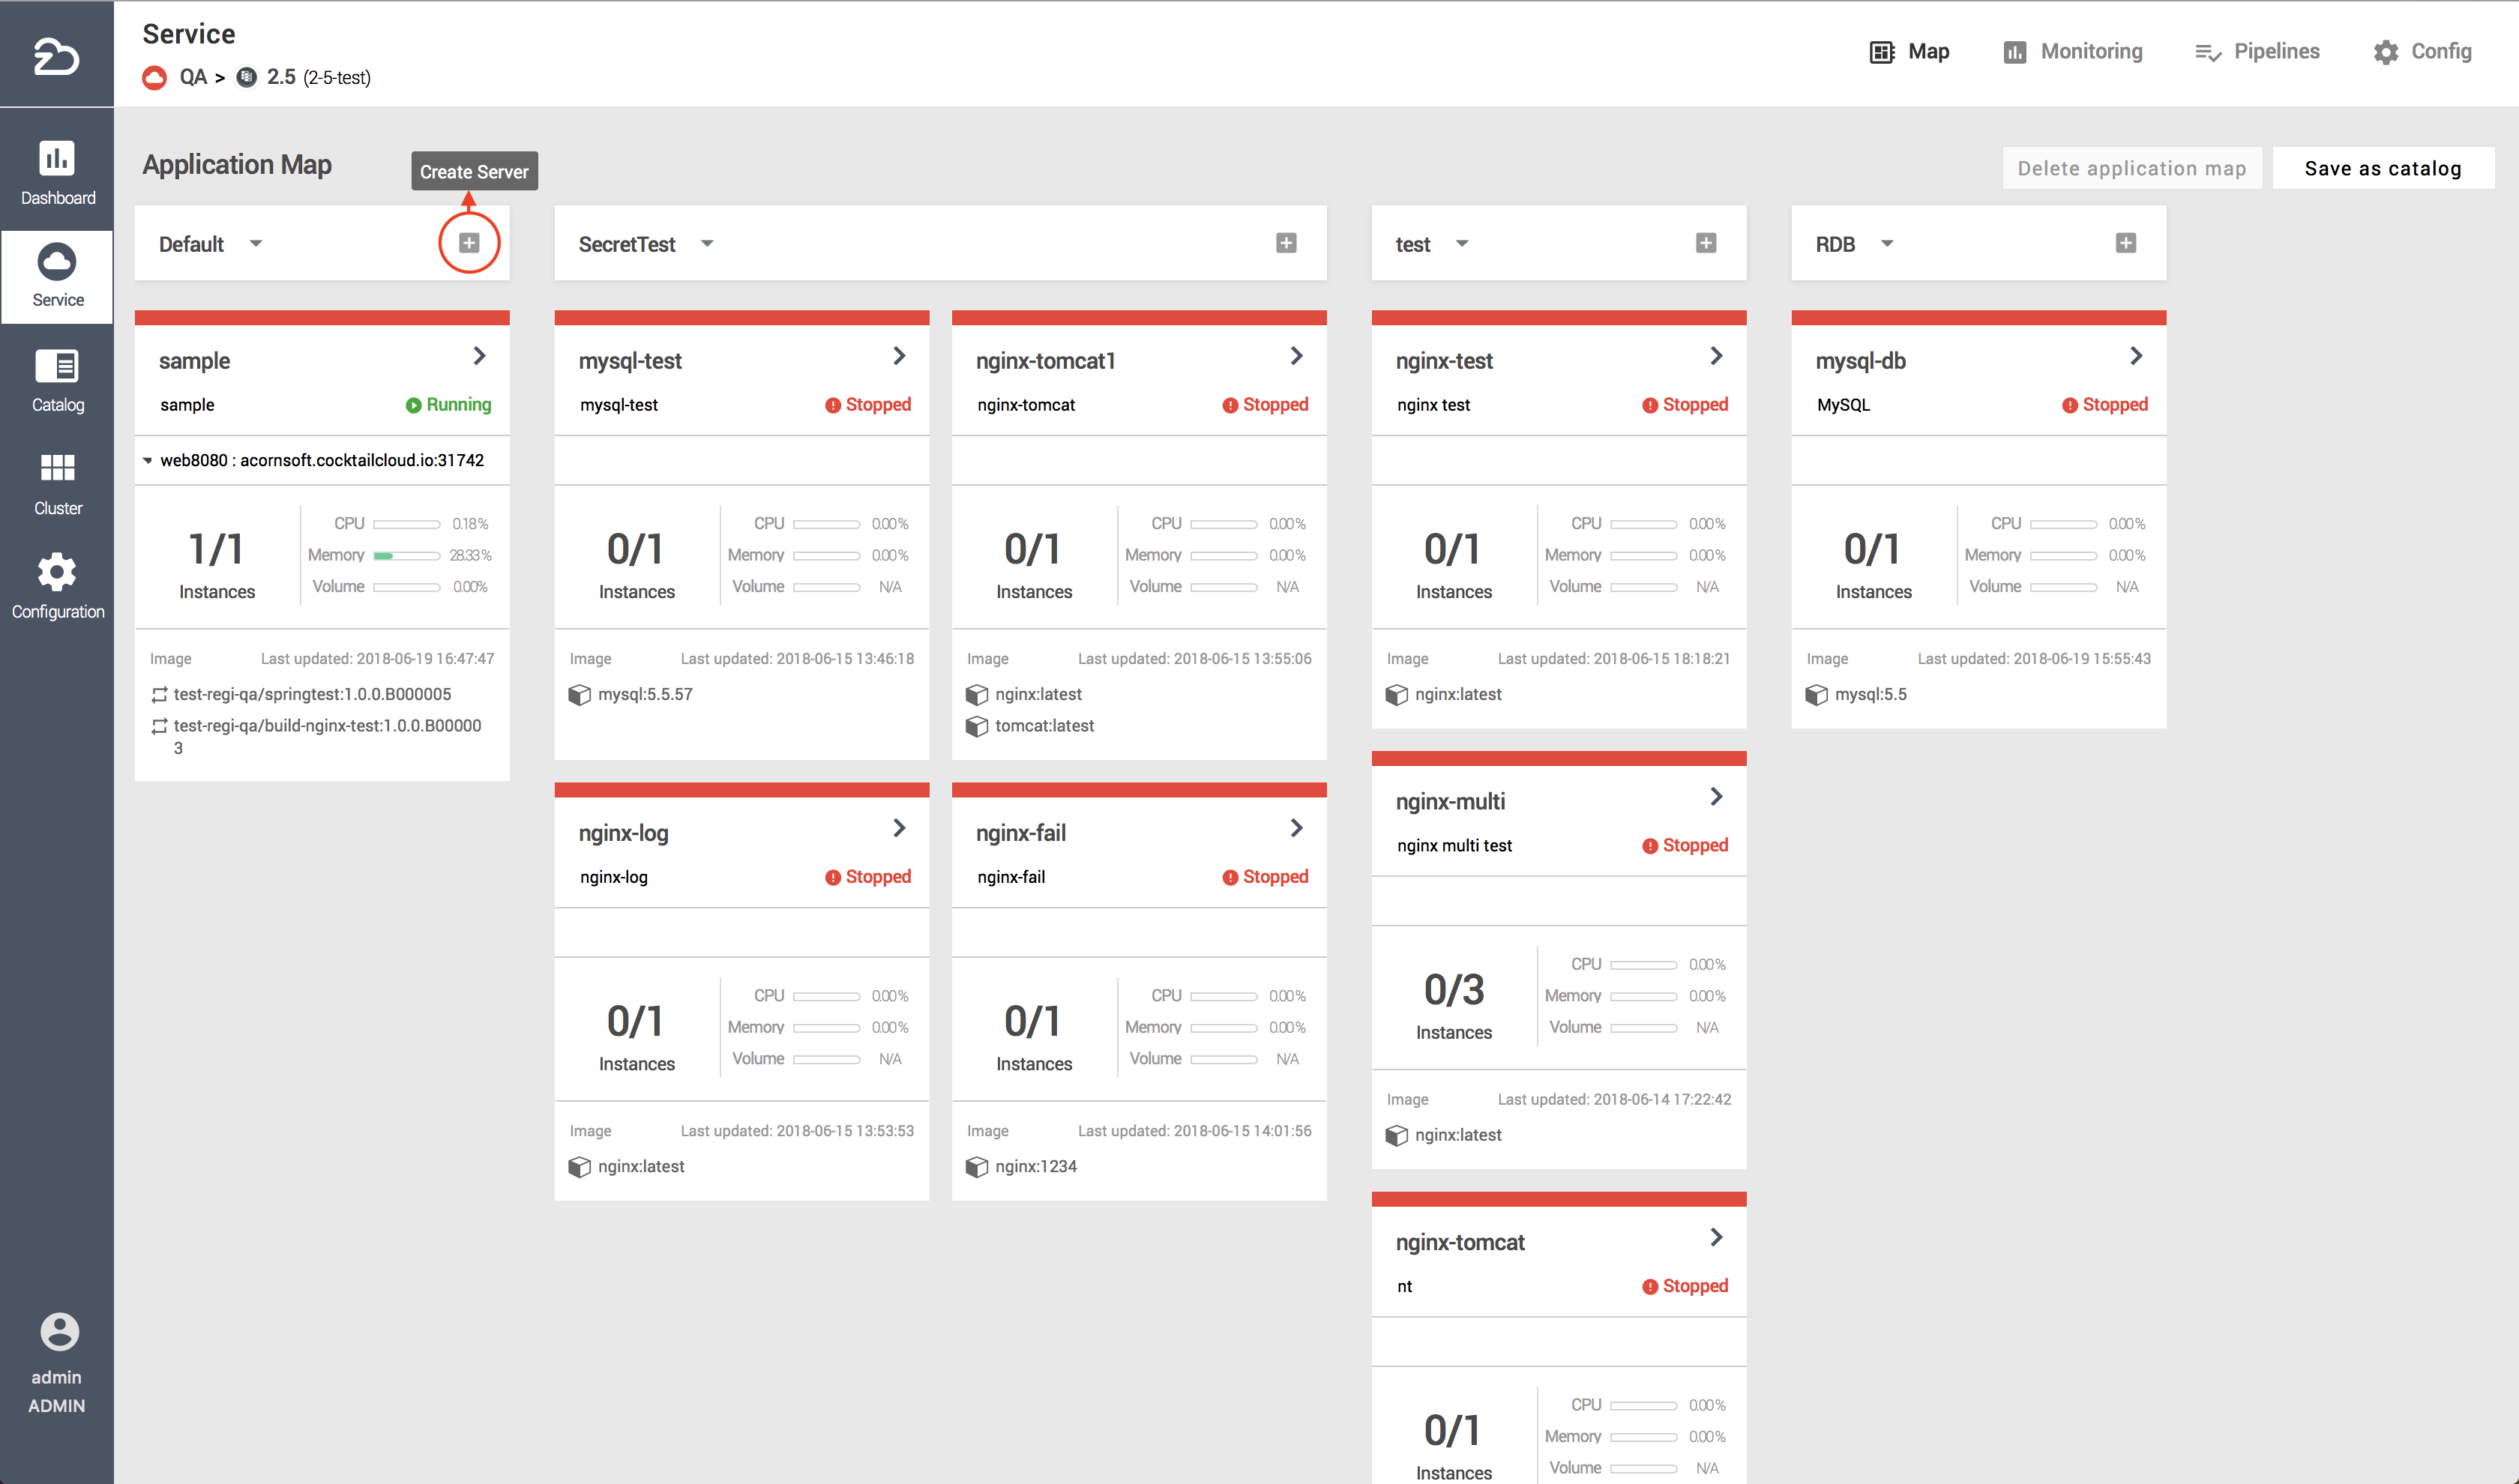 Service
QA > 2.5 (2-5-test)
Map
Monitoring
Pipelines
Config
Dashboard
Service
Catalog
Cluster
Configuration
admin
ADMIN
Application Map
Create Server
Delete application map
Save as catalog
Default
sample
sample
Running
web8080 : acornsoft.cocktailcloud.io:31742
1/1
Instances
CPU 0.18%
Memory 28.33%
Volume 0.00%
Image Last updated: 2018-06-19 16:47:47
test-regi-qa/springtest:1.0.0.B000005
test-regi-qa/build-nginx-test:1.0.0.B00000
3
SecretTest
mysql-test
mysql-test
Stopped
0/1
Instances
CPU 0.00%
Memory 0.00%
Volume N/A
Image Last updated: 2018-06-15 13:46:18
mysql:5.5.57
nginx-tomcat1
nginx-tomcat
Stopped
0/1
Instances
CPU 0.00%
Memory 0.00%
Volume N/A
Image Last updated: 2018-06-15 13:55:06
nginx:latest
tomcat:latest
nginx-log
nginx-log
Stopped
0/1
Instances
CPU 0.00%
Memory 0.00%
Volume N/A
Image Last updated: 2018-06-15 13:53:53
nginx:latest
nginx-fail
nginx-fail
Stopped
0/1
Instances
CPU 0.00%
Memory 0.00%
Volume N/A
Image Last updated: 2018-06-15 14:01:56
nginx:1234
test
nginx-test
nginx test
Stopped
0/1
Instances
CPU 0.00%
Memory 0.00%
Volume N/A
Image Last updated: 2018-06-15 18:18:21
nginx:latest
nginx-multi
nginx multi test
Stopped
0/3
Instances
CPU 0.00%
Memory 0.00%
Volume N/A
Image Last updated: 2018-06-14 17:22:42
nginx:latest
nginx-tomcat
nt
Stopped
0/1
Instances
CPU 0.00%
Memory 0.00%
Volume N/A
RDB
mysql-db
MySQL
Stopped
0/1
Instances
CPU 0.00%
Memory 0.00%
Volume N/A
Image Last updated: 2018-06-19 15:55:43
mysql:5.5